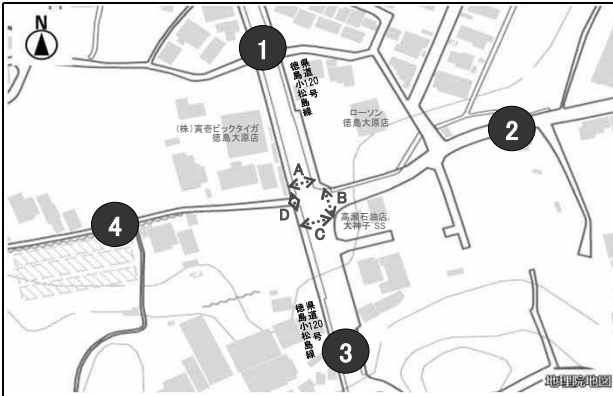 N
1
県道120号
徳島小松島線
ローソン
徳島大原店
2
(株)寅壱ビックタイガ
徳島大原店
A
B
高瀬石油店
太神子 SS
4
D
C
県道120号
徳島小松島線
3
地理院地図